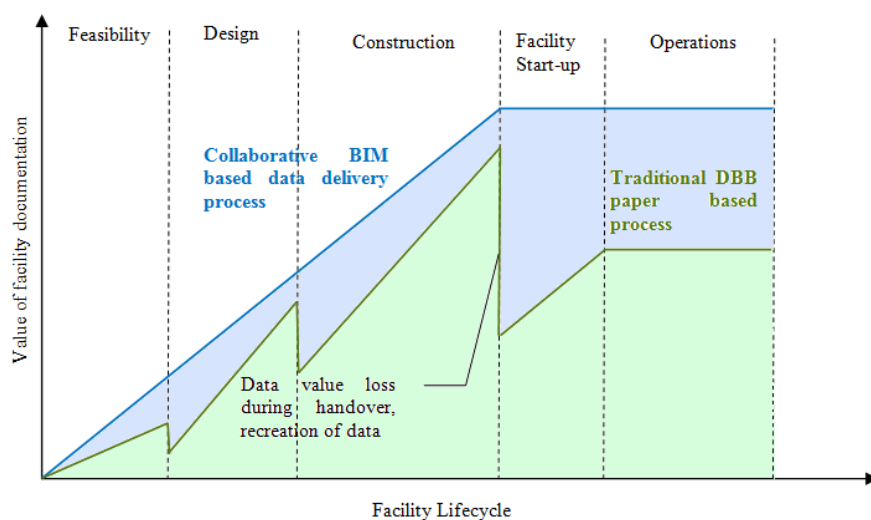 Feasibility
Design
Construction
Facility
Start-up
Operations
Collaborative BIM
based data delivery
process
Traditional DBB
paper based
process
Data value loss
during handover,
recreation of data
Value of facility documentation
Facility Lifecycle